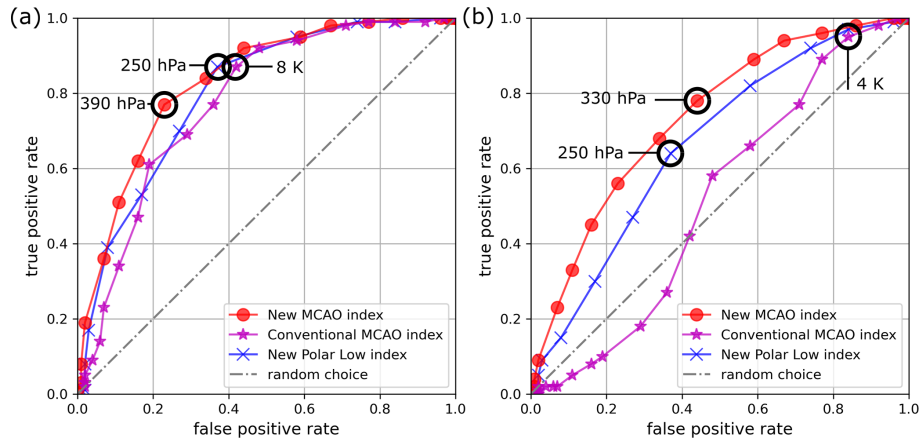 (a)
1.0
0.8
0.6
0.4
0.2
0.0
true positive rate
250 hPa
8 K
390 hPa
New MCAO index
Conventional MCAO index
New Polar Low index
random choice
0.0 0.2 0.4 0.6 0.8 1.0
false positive rate
(b)
1.0
0.8
0.6
0.4
0.2
0.0
true positive rate
4 K
330 hPa
250 hPa
New MCAO index
Conventional MCAO index
New Polar Low index
random choice
0.0 0.2 0.4 0.6 0.8 1.0
false positive rate